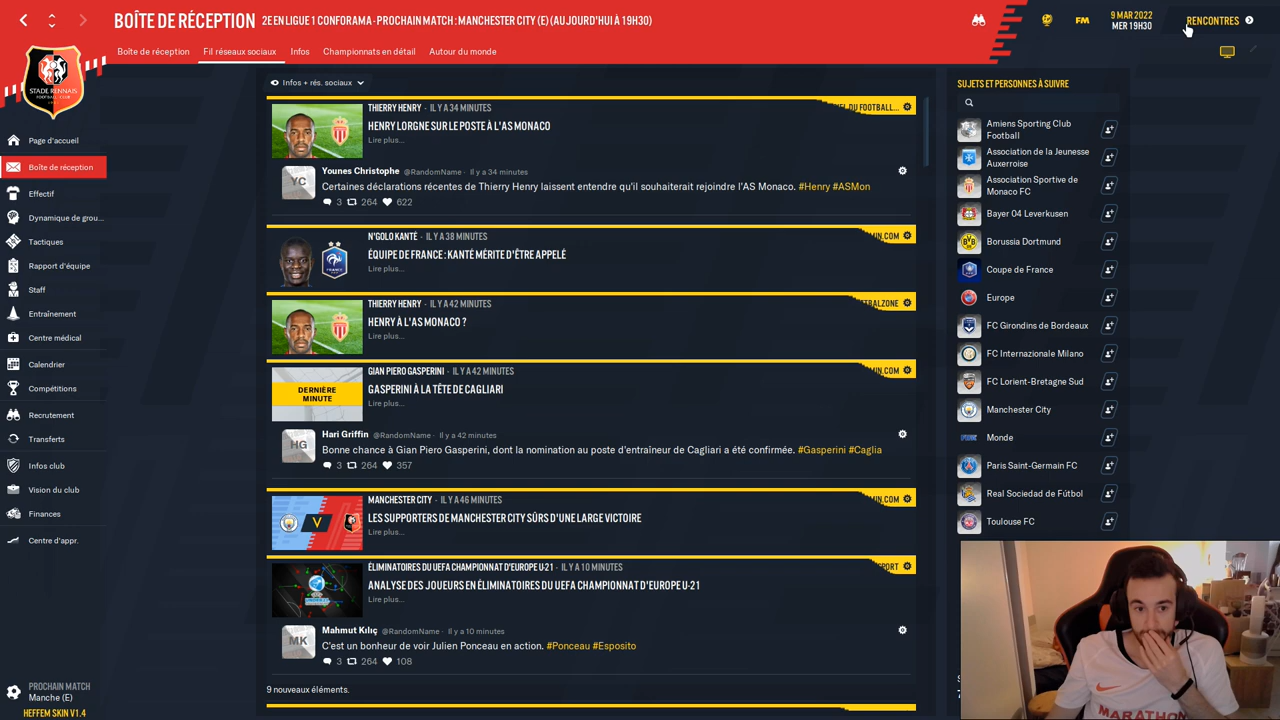 BOÎTE DE RÉCEPTION
2E EN LIGUE 1 CONFORAMA - PROCHAIN MATCH : MANCHESTER CITY (E) (AUJOURD'HUI À 19H30)
FM
9 MAR 2022
MER 19H30
RENCONTRES
Boîte de réception
Fil réseaux sociaux
Infos
Championnats en détail
Autour du monde
STADE RENNAIS
FOOTBALL CLUB
Page d'accueil
Boîte de réception
Effectif
Dynamique de grou...
Tactiques
Rapport d'équipe
Staff
Entraînement
Centre médical
Calendrier
Compétitions
Recrutement
Transferts
Infos club
Vision du club
Finances
Centre d'appr.
PROCHAIN MATCH
Manche (E)
HEFFEM SKIN V1.4
Infos + rés. sociaux
THIERRY HENRY - IL Y A 34 MINUTES
DU FOOTBALL...
HENRY LORGNE SUR LE POSTE À L'AS MONACO
Lire plus...
YC
Younes Christophe @RandomName · Il y a 34 minutes
Certaines déclarations récentes de Thierry Henry laissent entendre qu'il souhaiterait rejoindre l'AS Monaco. #Henry #ASMon
3 264 622
N'GOLO KANTÉ - IL Y A 38 MINUTES
ÉQUIPE DE FRANCE : KANTÉ MÉRITE D'ÊTRE APPELÉ
Lire plus...
THIERRY HENRY - IL Y A 42 MINUTES
HENRY À L'AS MONACO ?
Lire plus...
GIAN PIERO GASPERINI - IL Y A 42 MINUTES
DERNIÈRE
MINUTE
GASPERINI À LA TÊTE DE CAGLIARI
Lire plus...
HG
Hari Griffin @RandomName · Il y a 42 minutes
Bonne chance à Gian Piero Gasperini, dont la nomination au poste d'entraîneur de Cagliari a été confirmée. #Gasperini #Caglia
3 264 357
MANCHESTER CITY - IL Y A 46 MINUTES
V
LES SUPPORTERS DE MANCHESTER CITY SÛRS D'UNE LARGE VICTOIRE
Lire plus...
ÉLIMINATOIRES DU UEFA CHAMPIONNAT D'EUROPE U-21 - IL Y A 10 MINUTES
ANALYSE DES JOUEURS EN ÉLIMINATOIRES DU UEFA CHAMPIONNAT D'EUROPE U-21
Lire plus...
MK
Mahmut Kılıç @RandomName · Il y a 10 minutes
C'est un bonheur de voir Julien Ponceau en action. #Ponceau #Esposito
3 264 108
9 nouveaux éléments.
SUJETS ET PERSONNES À SUIVRE
Amiens Sporting Club
Football
Association de la Jeunesse
Auxerroise
Association Sportive de
Monaco FC
Bayer 04 Leverkusen
Borussia Dortmund
Coupe de France
Europe
FC Girondins de Bordeaux
FC Internazionale Milano
FC Lorient-Bretagne Sud
Manchester City
Monde
Paris Saint-Germain FC
Real Sociedad de Fútbol
Toulouse FC
MARATHON